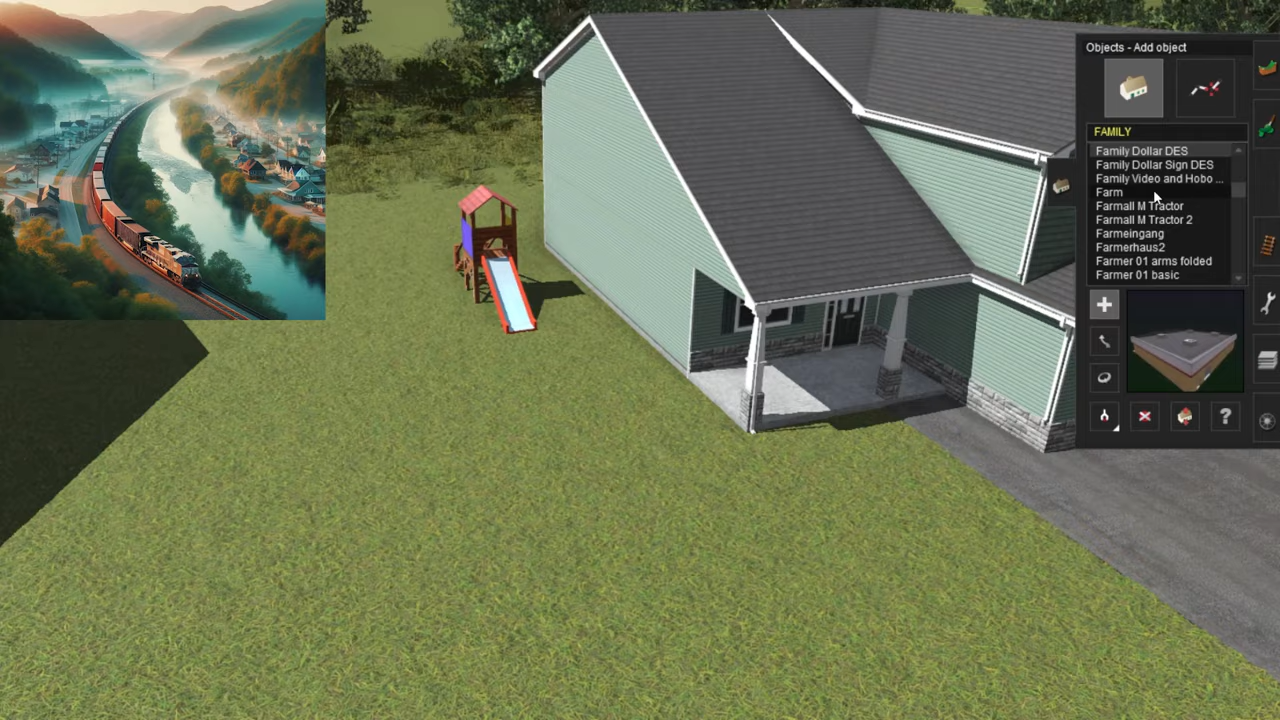 Objects - Add object
FAMILY
Family Dollar DES
Family Dollar Sign DES
Family Video and Hobo ...
Farm
Farmall M Tractor
Farmall M Tractor 2
Farmeingang
Farmerhaus2
Farmer 01 arms folded
Farmer 01 basic
?